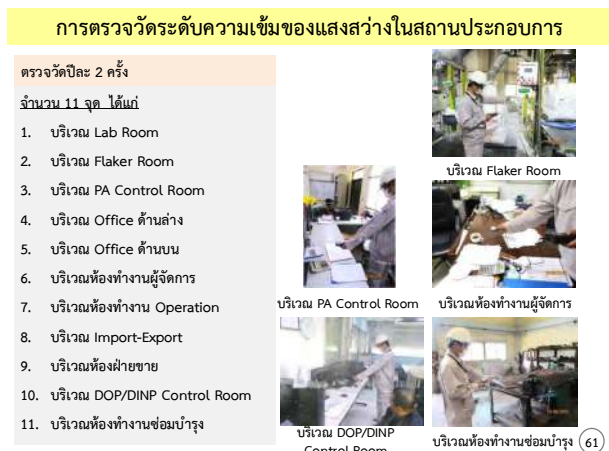 การตรวจวัดระดับความเข้มของแสงสว่างในสถานประกอบการ
ตรวจวัดปีละ 2 ครั้ง
จำนวน 11 จุด ได้แก่
1. บริเวณ Lab Room
2. บริเวณ Flaker Room
3. บริเวณ PA Control Room
4. บริเวณ Office ด้านล่าง
5. บริเวณ Office ด้านบน
6. บริเวณห้องทำงานผู้จัดการ
7. บริเวณห้องทำงาน Operation
8. บริเวณ Import-Export
9. บริเวณห้องฝ่ายขาย
10. บริเวณ DOP/DINP Control Room
11. บริเวณห้องทำงานซ่อมบำรุง
บริเวณ Flaker Room
บริเวณ PA Control Room
บริเวณห้องทำงานผู้จัดการ
บริเวณ DOP/DINP
Control Room
บริเวณห้องทำงานซ่อมบำรุง
61